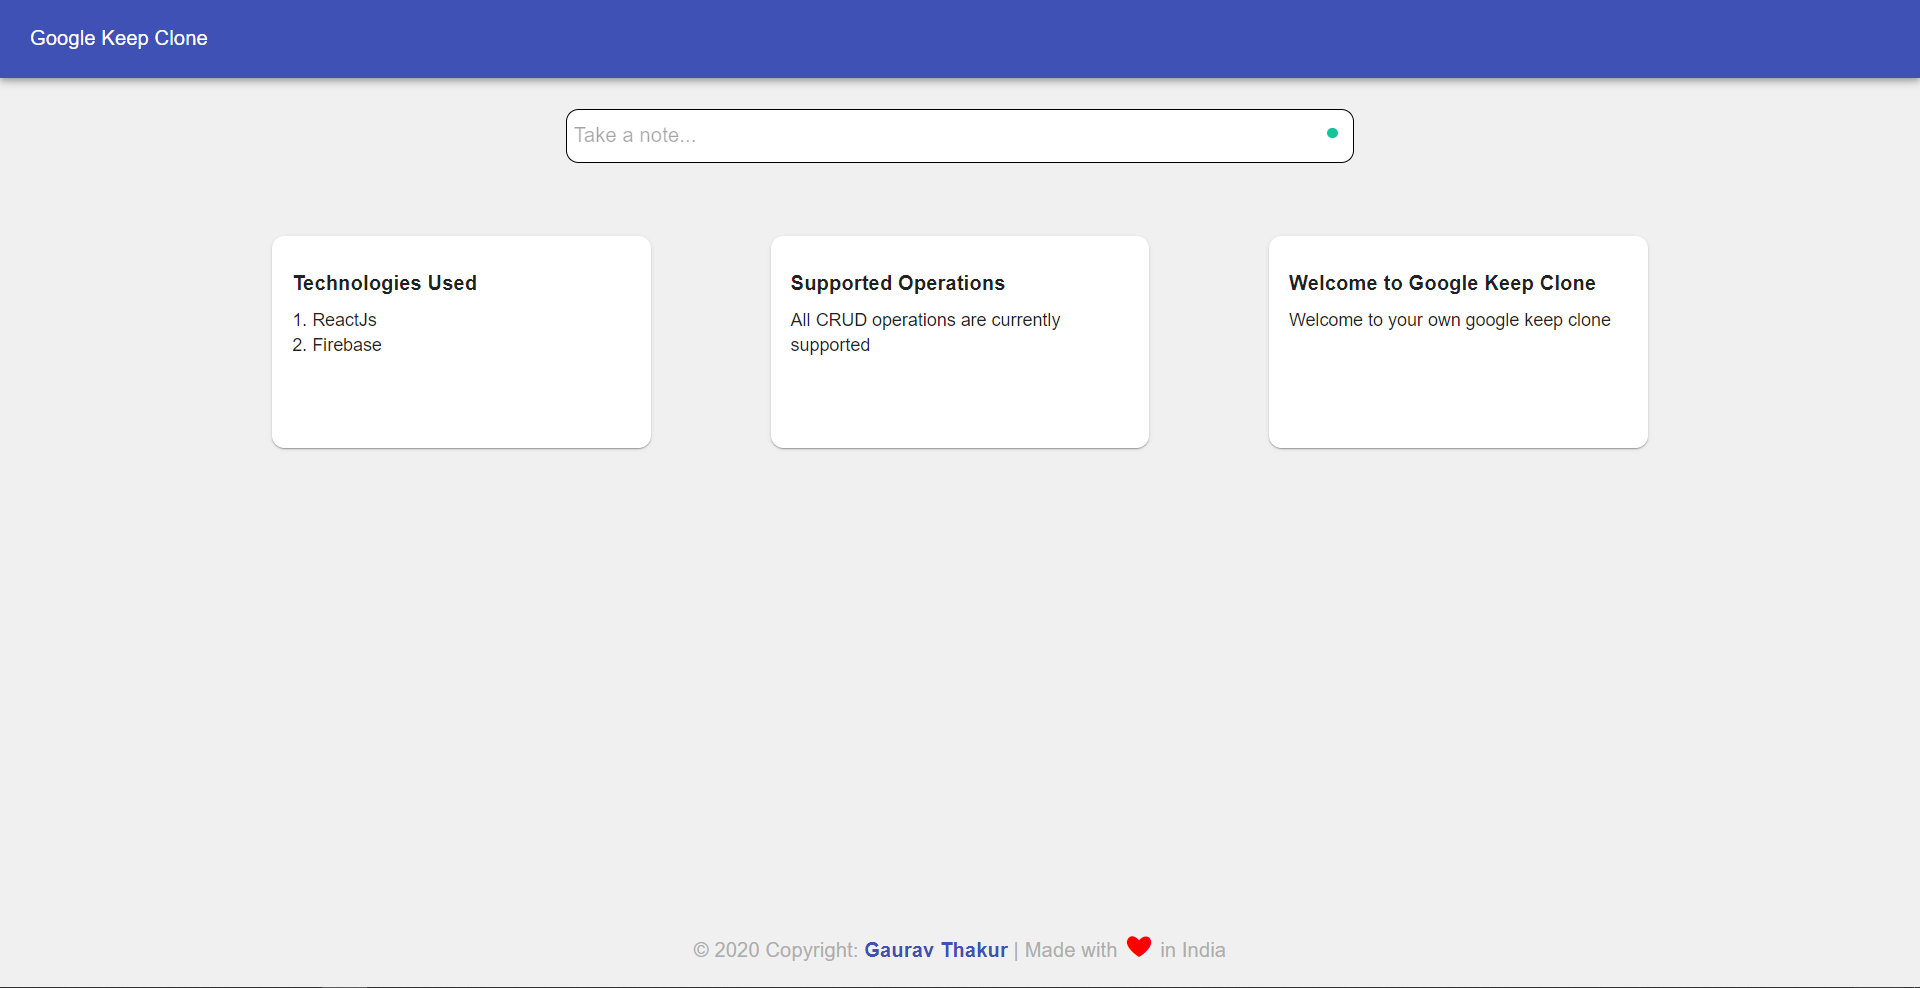 Google Keep Clone
Take a note...
Technologies Used
1. ReactJs
2. Firebase
Supported Operations
All CRUD operations are currently
supported
Welcome to Google Keep Clone
Welcome to your own google keep clone
© 2020 Copyright: Gaurav Thakur | Made with ❤ in India